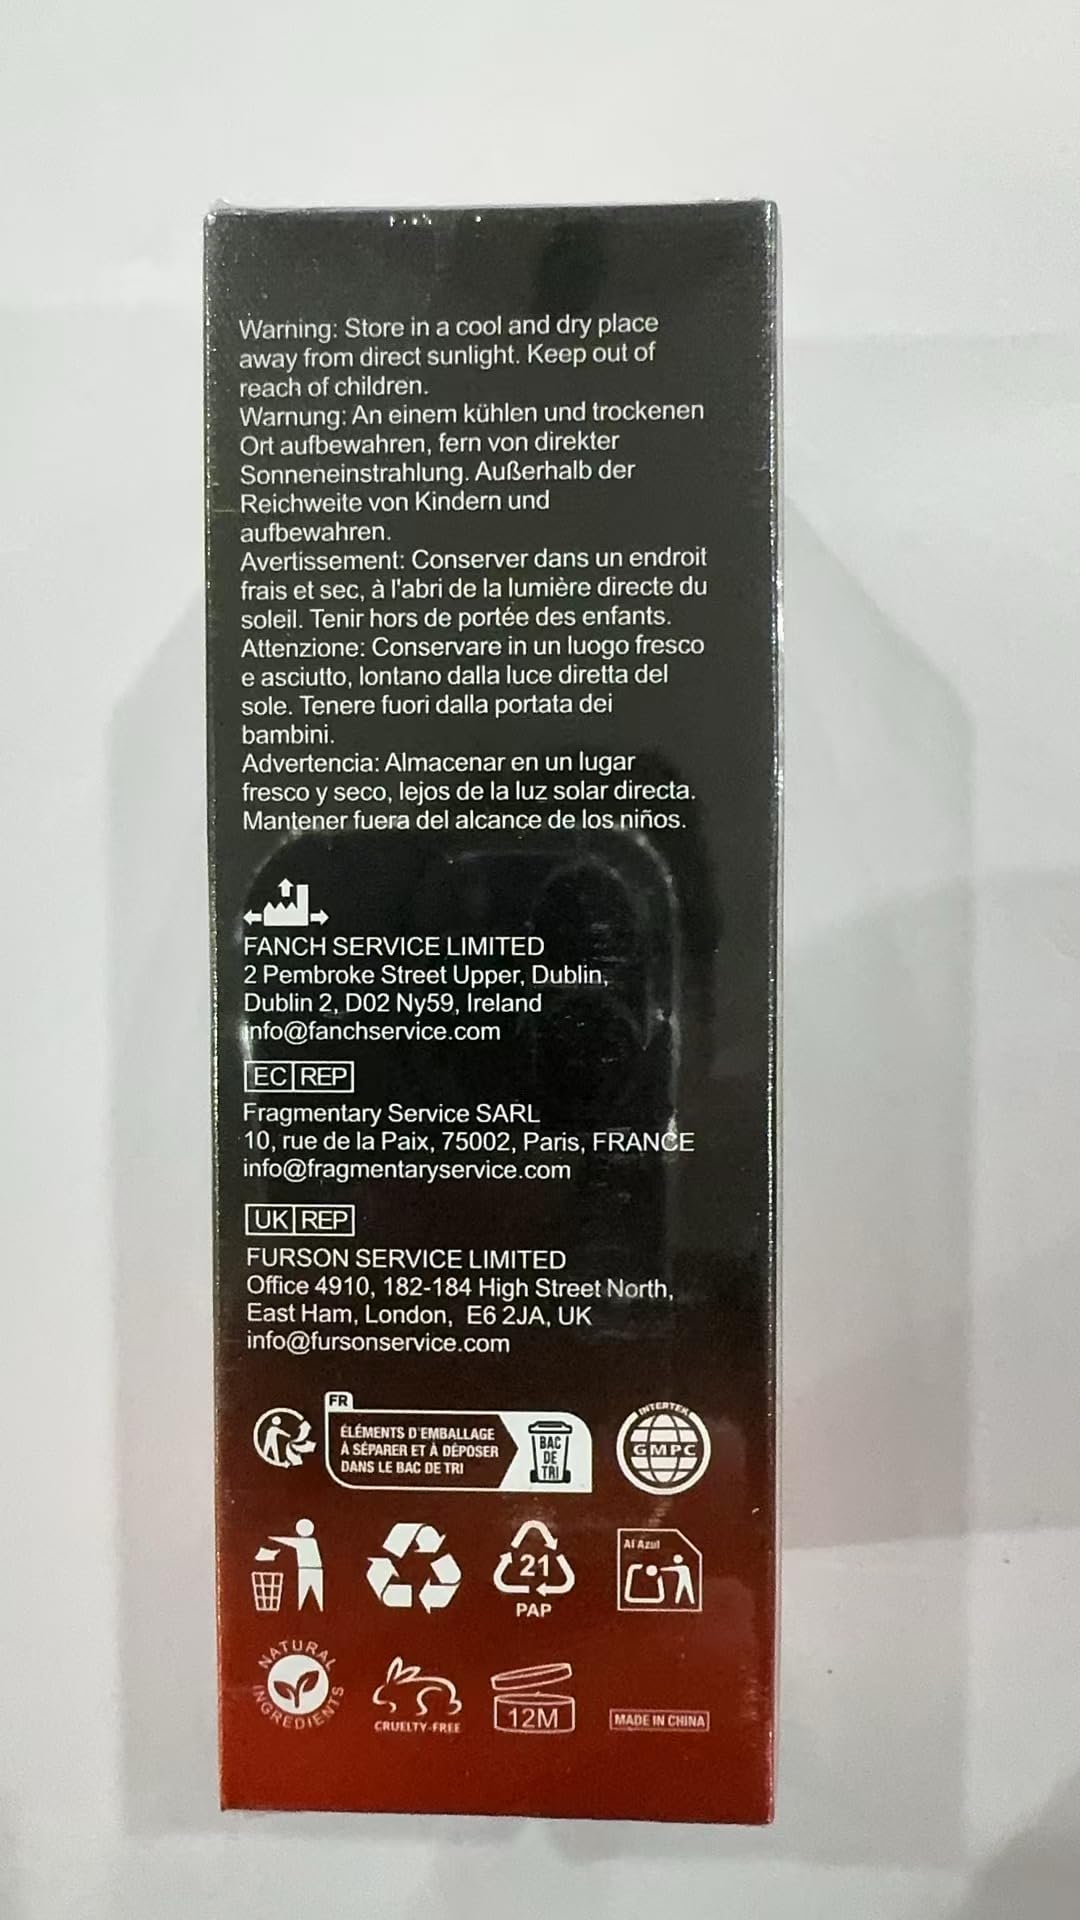 Warning: Store in a cool and dry place
away from direct sunlight. Keep out of
reach of children.
Warnung: An einem kühlen und trockenen
Ort aufbewahren, fern von direkter
Sonneneinstrahlung. Außerhalb der
Reichweite von Kindern und
aufbewahren.
Avertissement: Conserver dans un endroit
frais et sec, à l'abri de la lumière directe du
soleil. Tenir hors de portée des enfants.
Attenzione: Conservare in un luogo fresco
e asciutto, lontano dalla luce diretta del
sole. Tenere fuori dalla portata dei
bambini.
Advertencia: Almacenar en un lugar
fresco y seco, lejos de la luz solar directa.
Mantener fuera del alcance de los niños.
FANCH SERVICE LIMITED
2 Pembroke Street Upper, Dublin,
Dublin 2, D02 Ny59, Ireland
info@fanchservice.com
EC REP
Fragmentary Service SARL
10, rue de la Paix, 75002, Paris, FRANCE
info@fragmentaryservice.com
UK REP
FURSON SERVICE LIMITED
Office 4910, 182-184 High Street North,
East Ham, London, E6 2JA, UK
info@fursonservice.com
FR
ÉLÉMENTS D'EMBALLAGE
À SÉPARER ET À DÉPOSER
DANS LE BAC DE TRI
BAC
DE
TRI
INTERTEK
GMPC
21
PAP
Al Azul
NATURAL
INGREDIENTS
CRUELTY-FREE
12M
MADE IN CHINA